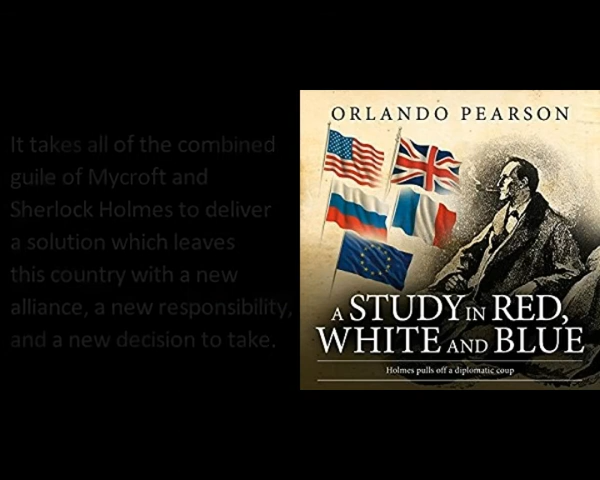 It takes all of the combined
guile of Mycroft and
Sherlock Holmes to deliver
a solution which leaves
this country with a new
alliance, a new responsibility,
and a new decision to take.
ORLANDO PEARSON
A STUDY IN RED,
WHITE AND BLUE
Holmes pulls off a diplomatic coup